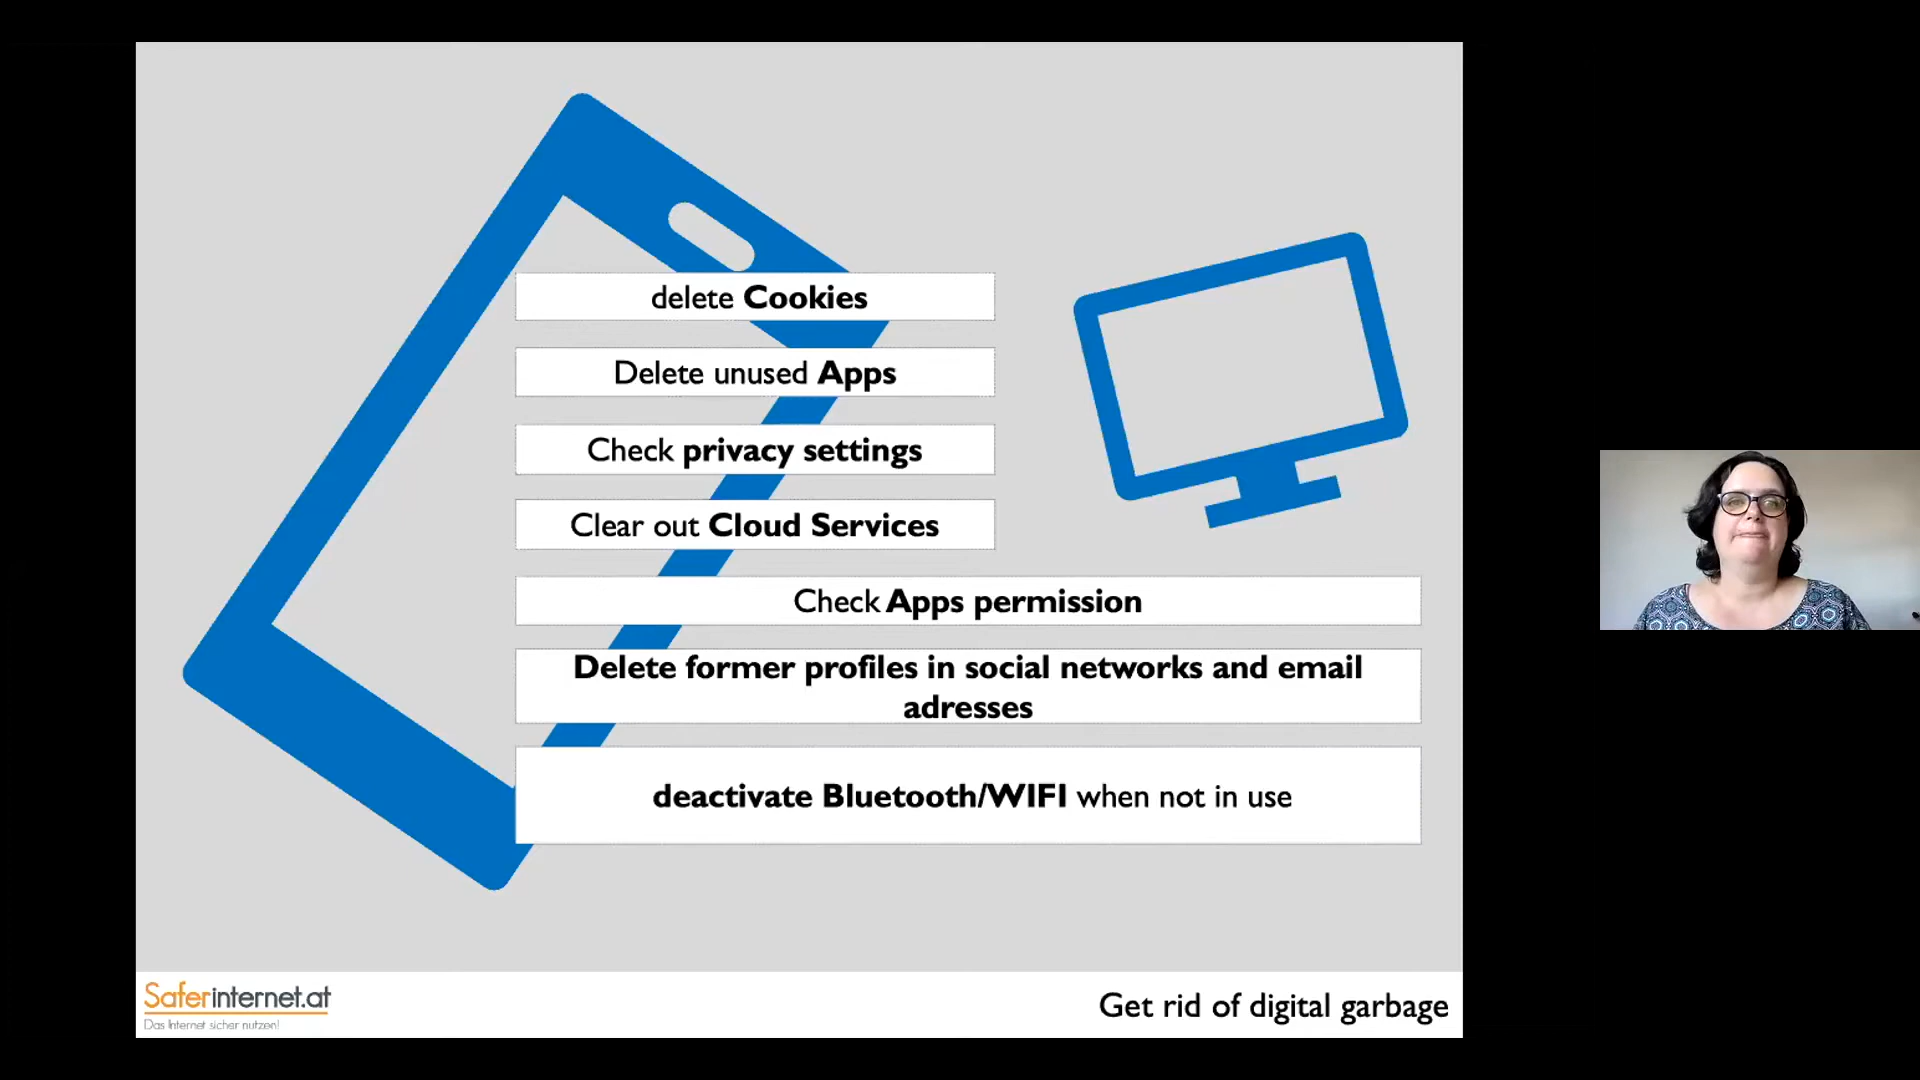 delete Cookies
Delete unused Apps
Check privacy settings
Clear out Cloud Services
Check Apps permission
Delete former profiles in social networks and email
adresses
deactivate Bluetooth/WIFI when not in use
Saferinternet.at
Das Internet sicher nutzen!
Get rid of digital garbage